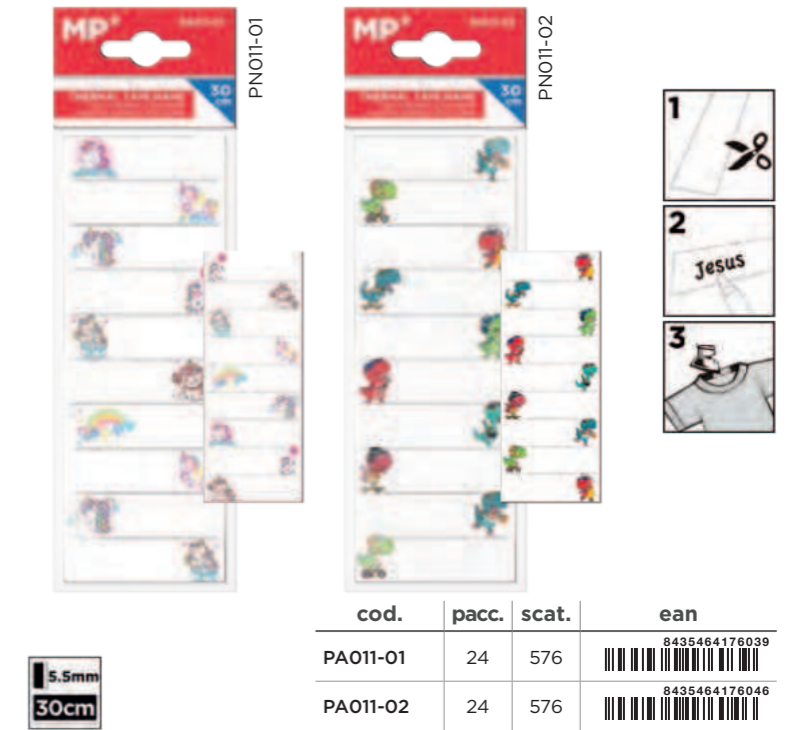 MP
PN011-01
30
cm
MP
PN011-02
30
cm
1
2
Jesus
3
cod. pacc. scat. ean
PA011-01 24 576 8435464176039
PA011-02 24 576 8435464176046
5.5mm
30cm